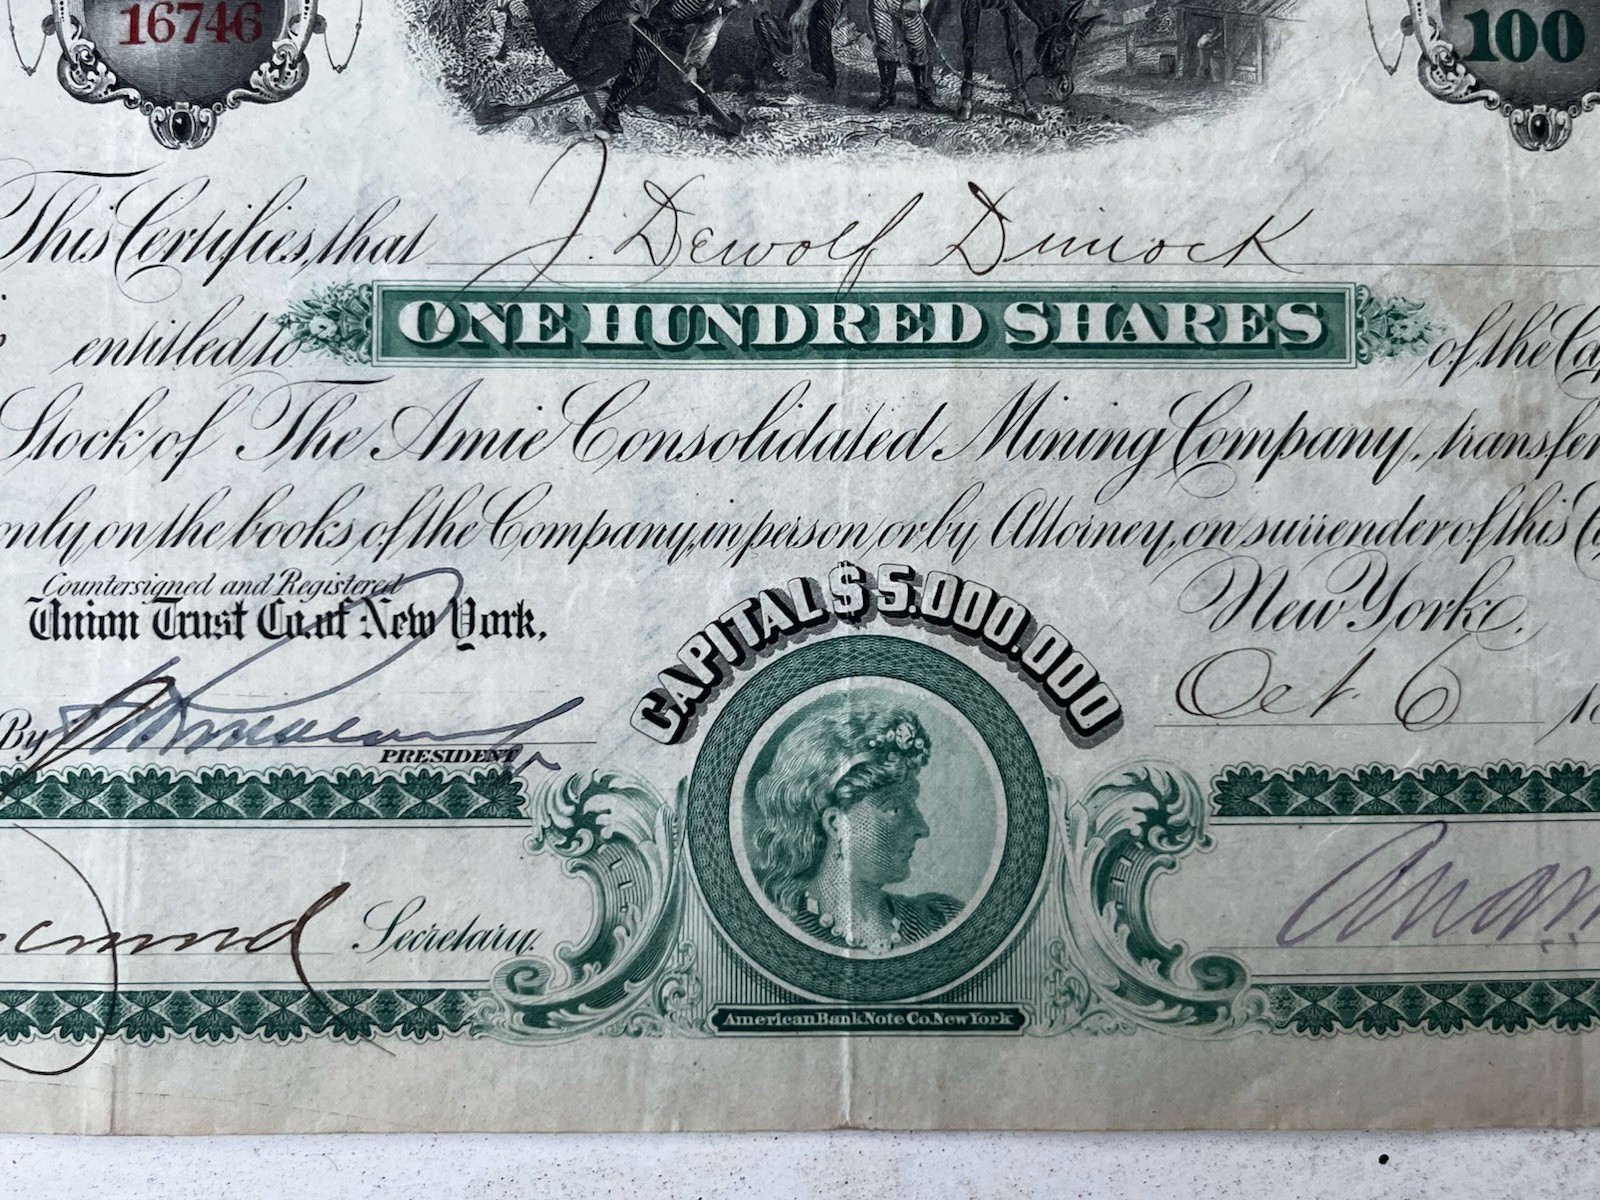 16746
100
This Certifies, that J. Dewolf Dimock
entitled to ONE HUNDRED SHARES of the Ca
Stock of The Amie Consolidated Mining Company, transfer
only on the books of the Company, in person, or by Attorney, on surrender of this C
Countersigned and Registered
Union Trust Co. of New York,
CAPITAL $5.000.000
New York,
Oct. 6 18
By
PRESIDENT
Secretary.
American Bank Note Co. New York